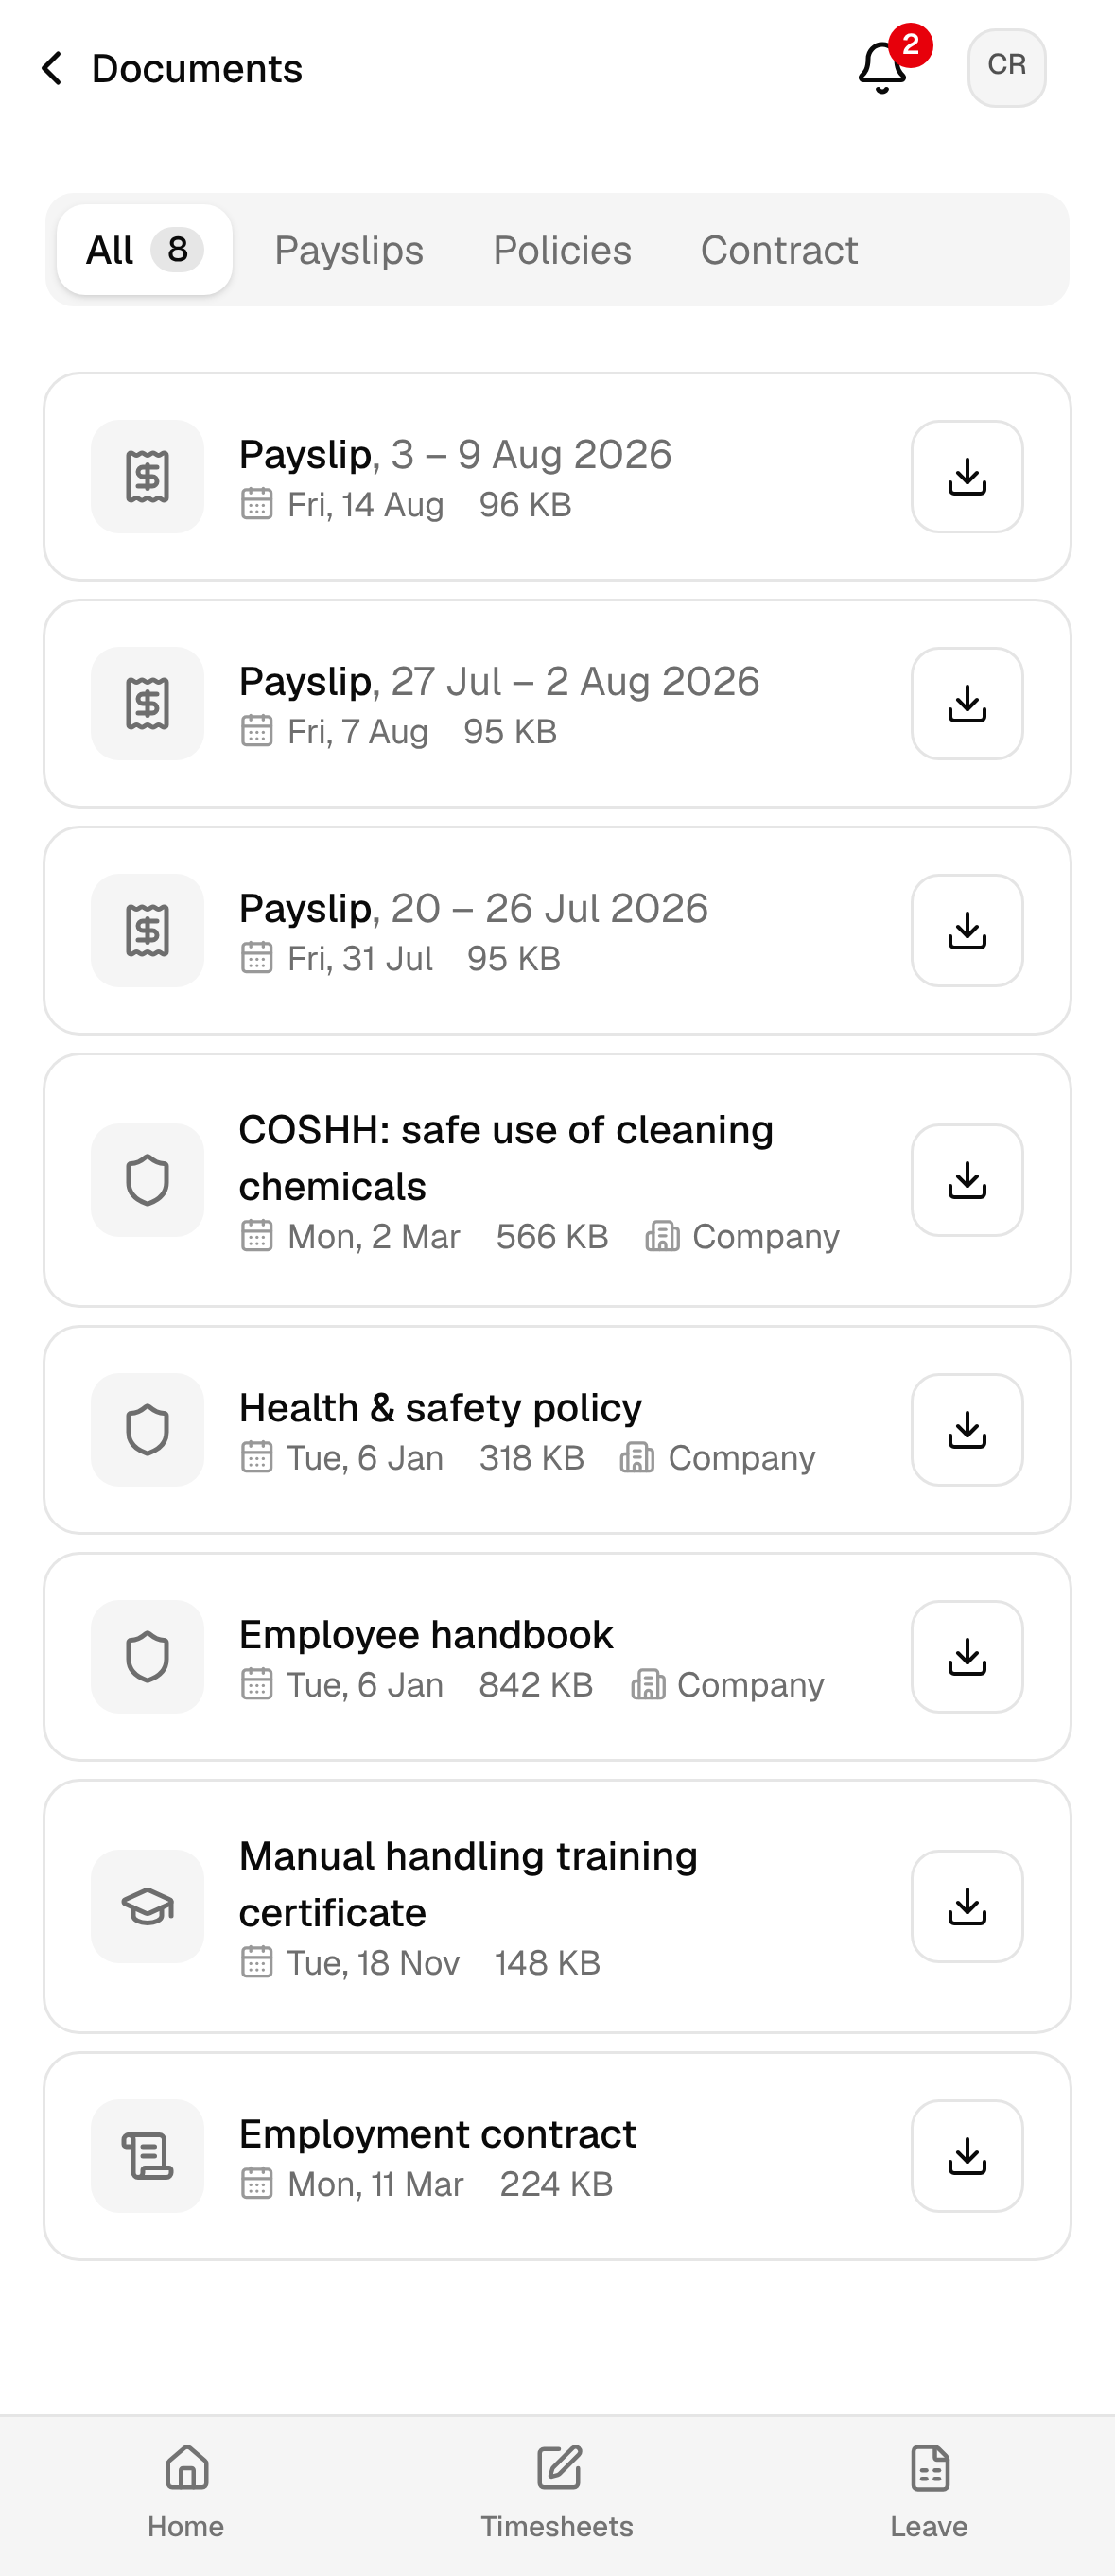 Documents
2
CR
All 8 Payslips Policies Contract
Payslip, 3 – 9 Aug 2026
Fri, 14 Aug 96 KB
Payslip, 27 Jul – 2 Aug 2026
Fri, 7 Aug 95 KB
Payslip, 20 – 26 Jul 2026
Fri, 31 Jul 95 KB
COSHH: safe use of cleaning
chemicals
Mon, 2 Mar 566 KB Company
Health & safety policy
Tue, 6 Jan 318 KB Company
Employee handbook
Tue, 6 Jan 842 KB Company
Manual handling training
certificate
Tue, 18 Nov 148 KB
Employment contract
Mon, 11 Mar 224 KB
Home Timesheets Leave